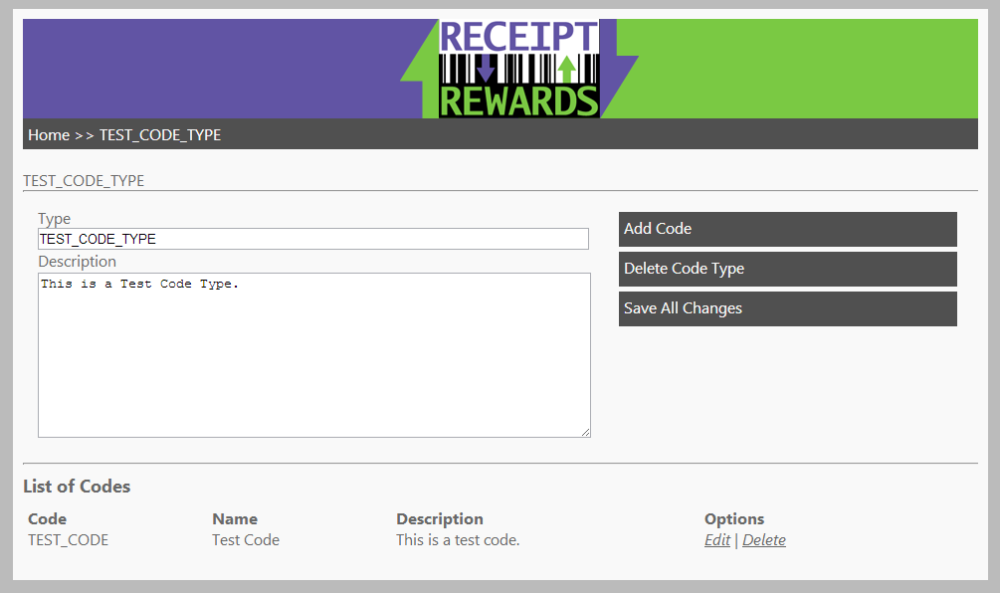 RECEIPT
REWARDS
Home >> TEST_CODE_TYPE
TEST_CODE_TYPE
Type
TEST_CODE_TYPE
Description
This is a Test Code Type.
Add Code
Delete Code Type
Save All Changes
List of Codes
Code Name Description Options
TEST_CODE Test Code This is a test code. Edit | Delete